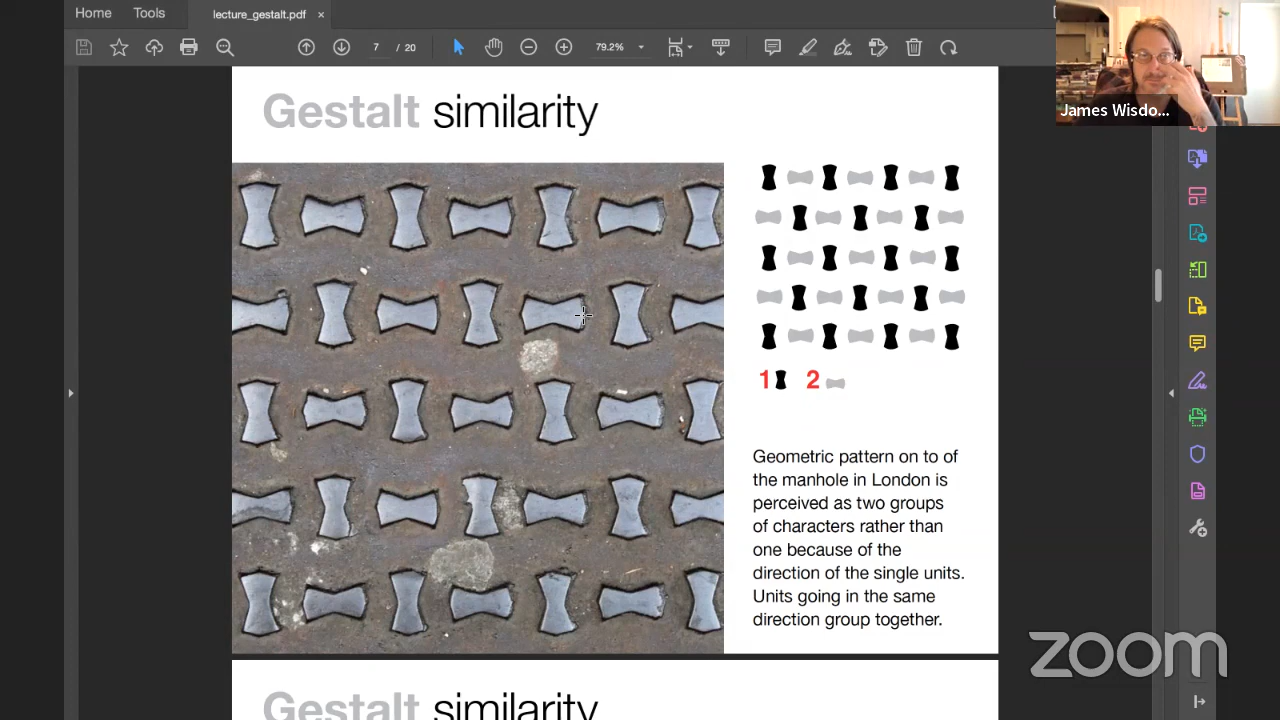 Home Tools lecture_gestalt.pdf ×
7 / 20 79.2%
James Wisdo...
Gestalt similarity
1 2
Geometric pattern on to of
the manhole in London is
perceived as two groups
of characters rather than
one because of the
direction of the single units.
Units going in the same
direction group together.
zoom
Gestalt similarity